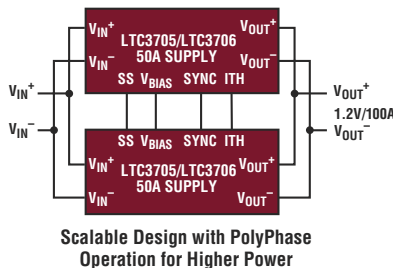 VIN+
VIN−
LTC3705/LTC3706
50A SUPPLY
VOUT+
VOUT−
SS VBIAS SYNC ITH
VIN+
VIN−
VOUT+
1.2V/100A
VOUT−
SS VBIAS SYNC ITH
VIN+
VIN−
LTC3705/LTC3706
50A SUPPLY
VOUT+
VOUT−
Scalable Design with PolyPhase
Operation for Higher Power